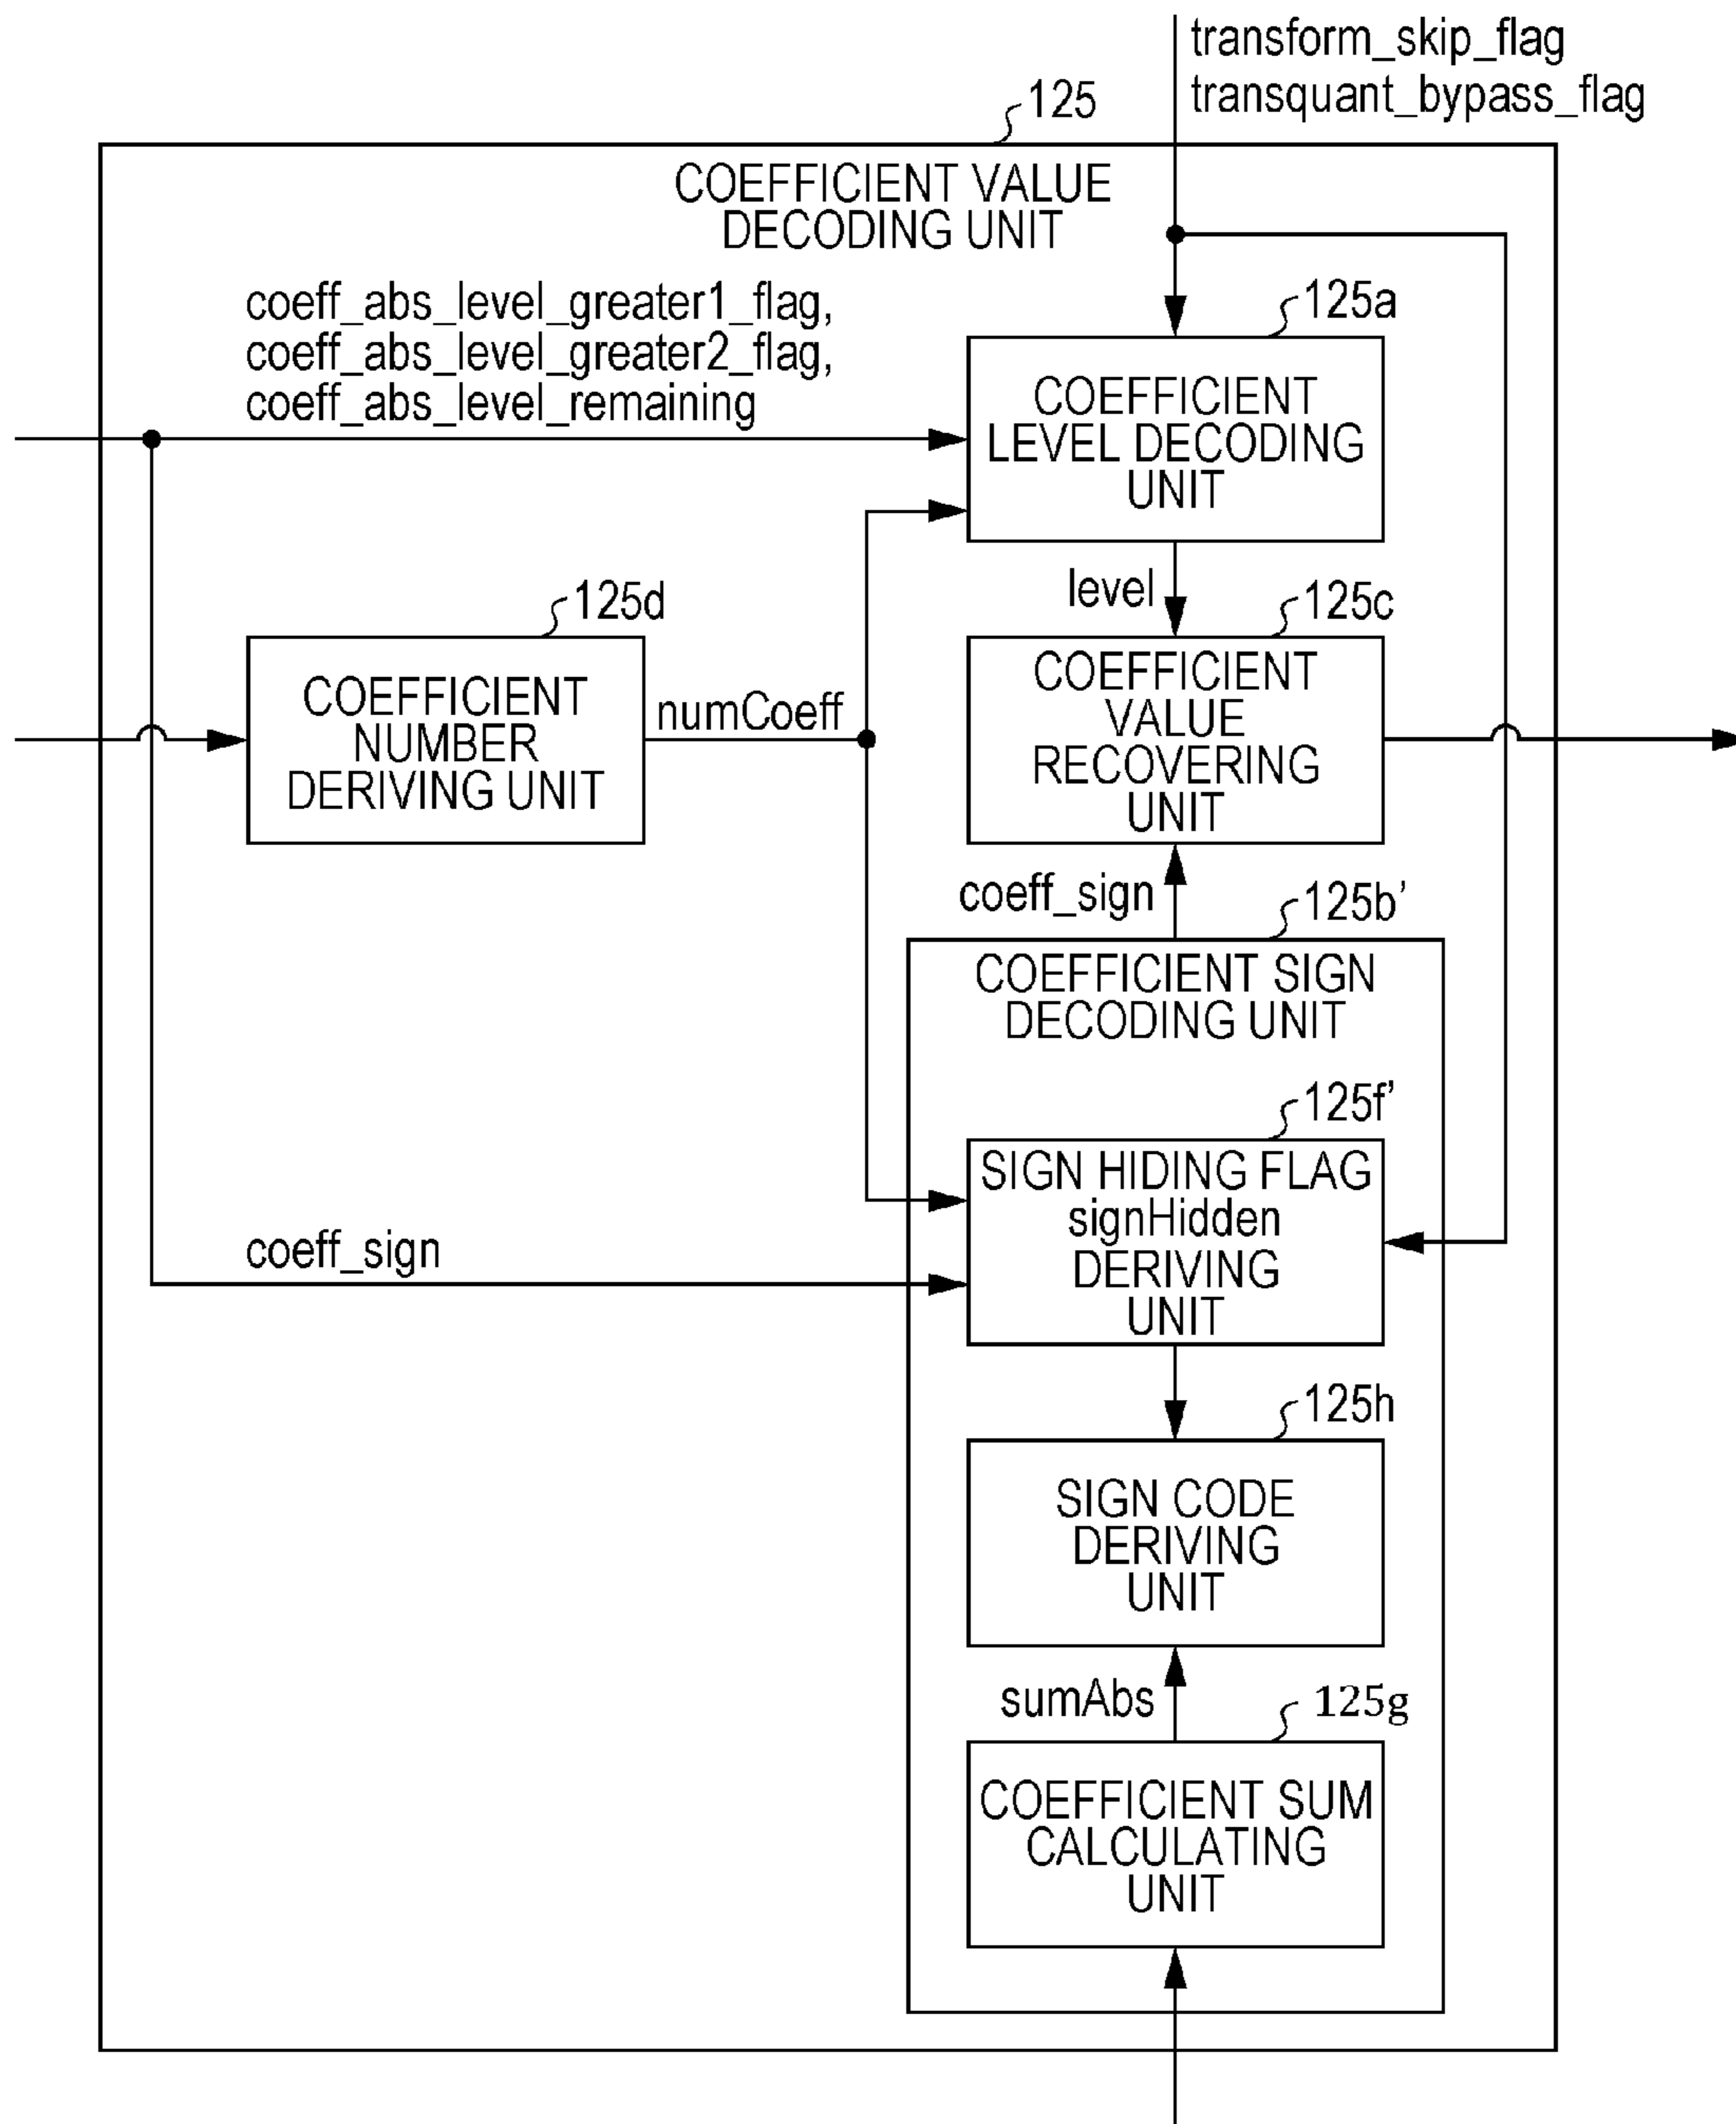 transform_skip_flag
transquant_bypass_flag
125
COEFFICIENT VALUE
DECODING UNIT
coeff_abs_level_greater1_flag,
coeff_abs_level_greater2_flag,
coeff_abs_level_remaining
125a
COEFFICIENT
LEVEL DECODING
UNIT
level
125d
COEFFICIENT
NUMBER
DERIVING UNIT
numCoeff
125c
COEFFICIENT
VALUE
RECOVERING
UNIT
coeff_sign
125b’
COEFFICIENT SIGN
DECODING UNIT
125f’
SIGN HIDING FLAG
signHidden
DERIVING
UNIT
coeff_sign
125h
SIGN CODE
DERIVING
UNIT
sumAbs
125g
COEFFICIENT SUM
CALCULATING
UNIT